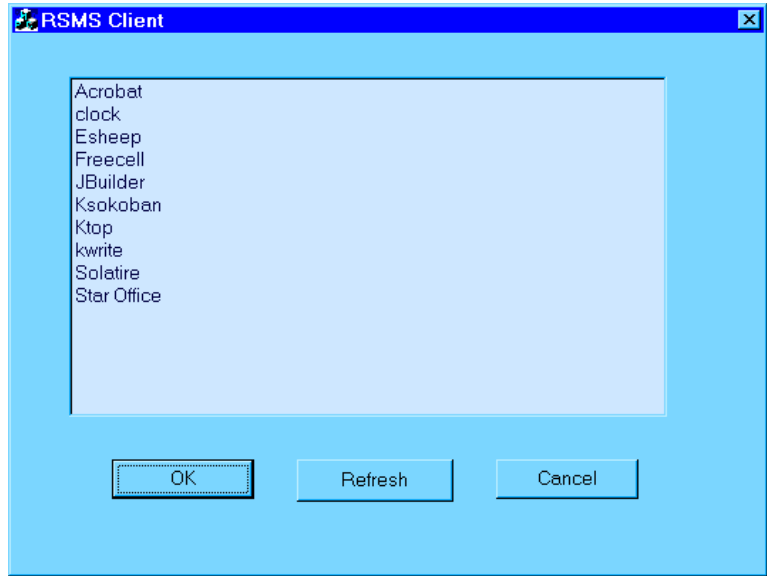 RSMS Client
Acrobat
clock
Esheep
Freecell
JBuilder
Ksokoban
Ktop
kwrite
Solatire
Star Office
OK
Refresh
Cancel